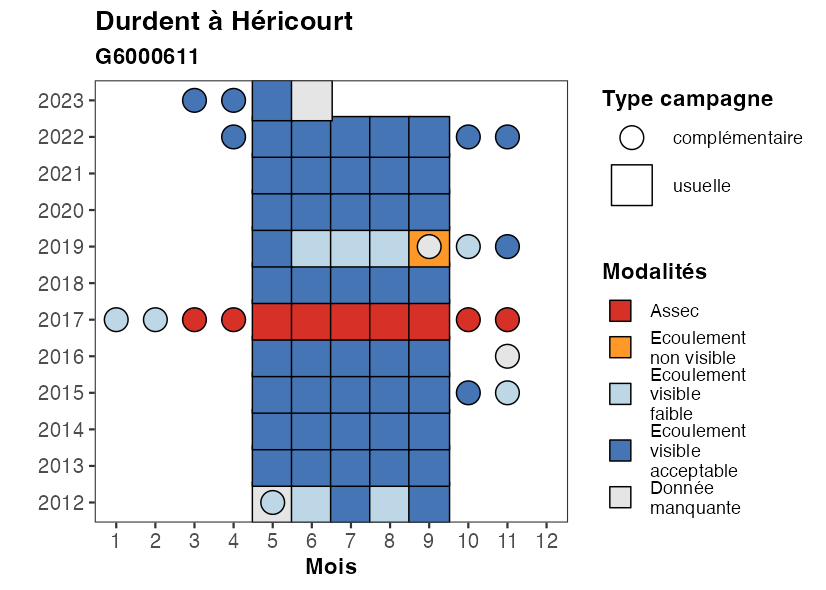 Durdent à Héricourt
G6000611
2023
2022
2021
2020
2019
2018
2017
2016
2015
2014
2013
2012
1 2 3 4 5 6 7 8 9 10 11 12
Mois
Type campagne
complémentaire
usuelle
Modalités
Assec
Ecoulement
non visible
Ecoulement
visible
faible
Ecoulement
visible
acceptable
Donnée
manquante